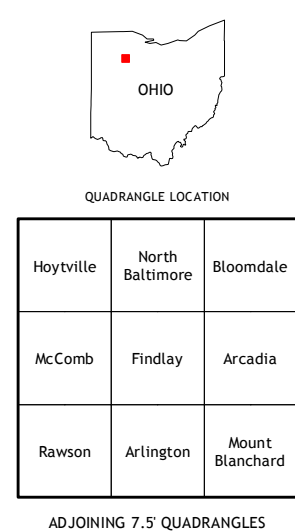 OHIO
QUADRANGLE LOCATION
Hoytville
North
Baltimore
Bloomdale
McComb
Findlay
Arcadia
Rawson
Arlington
Mount
Blanchard
ADJOINING 7.5' QUADRANGLES